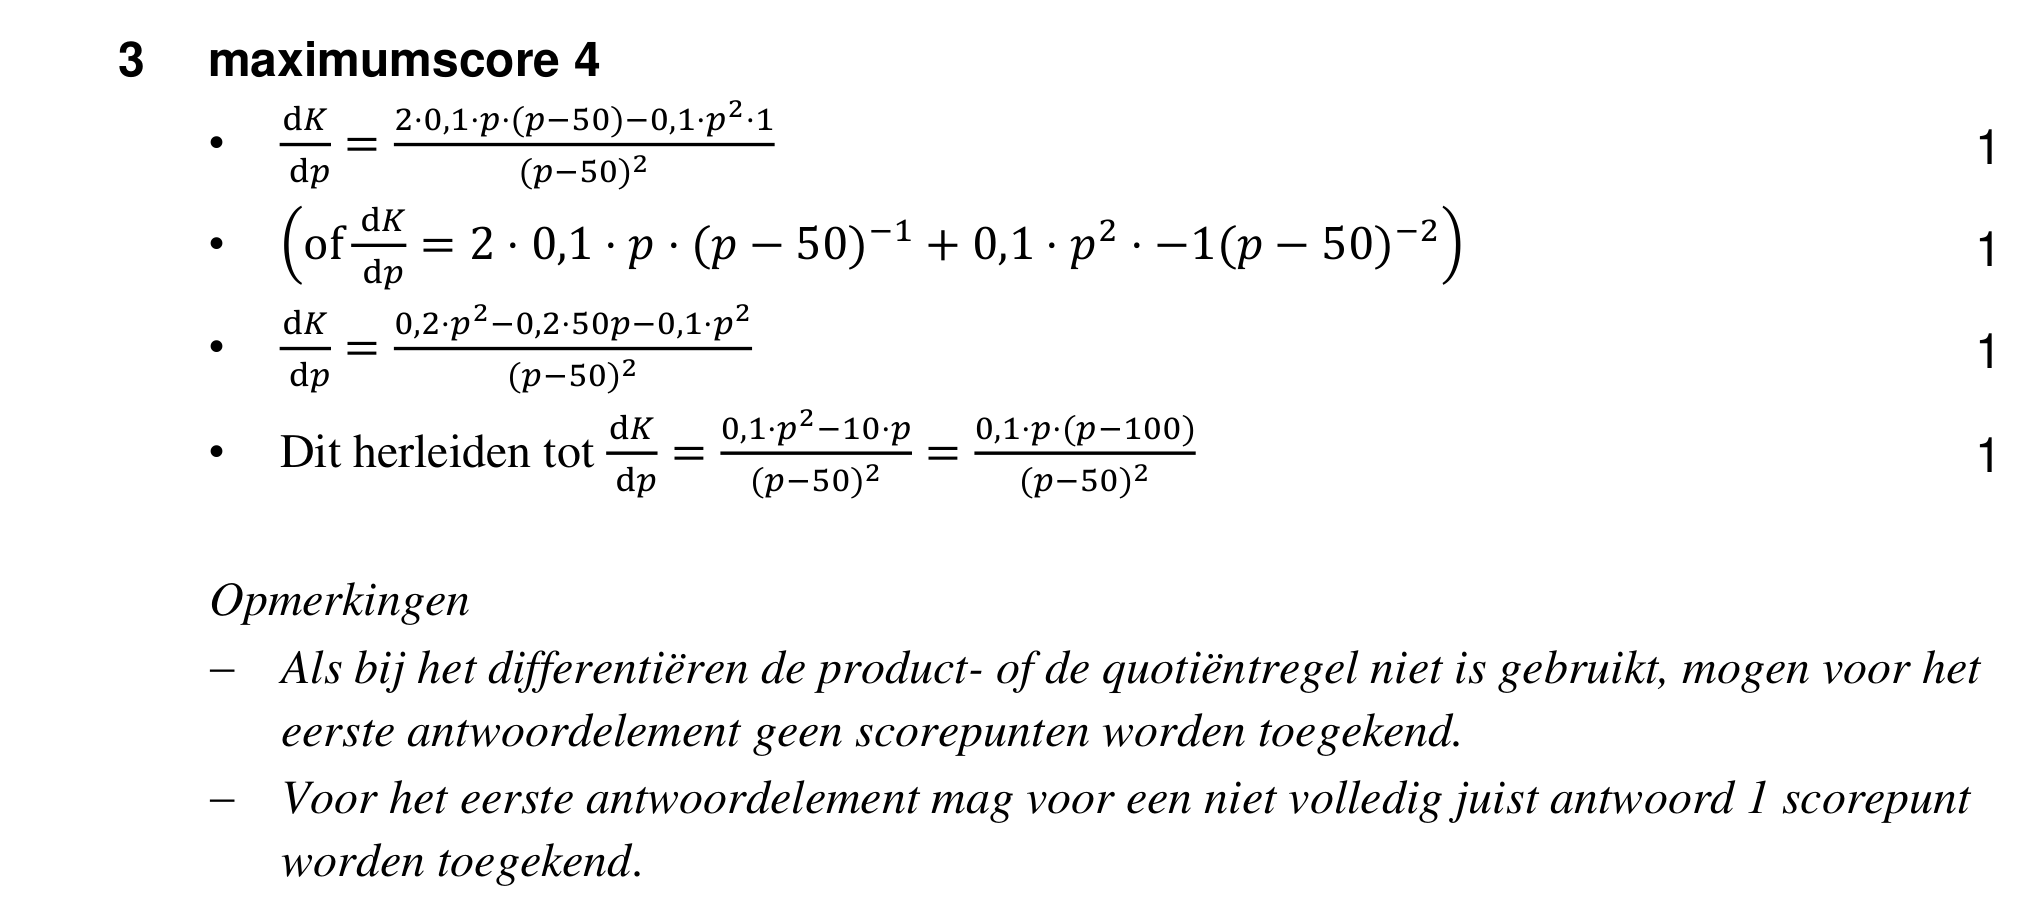 3 maximumscore 4
• dK/dp = (2·0,1·p·(p−50)−0,1·p²·1)/((p−50)²) 1
• (of dK/dp = 2 · 0,1 · p · (p − 50)⁻¹ + 0,1 · p² · −1(p − 50)⁻²) 1
• dK/dp = (0,2·p²−0,2·50p−0,1·p²)/((p−50)²) 1
• Dit herleiden tot dK/dp = (0,1·p²−10·p)/((p−50)²) = (0,1·p·(p−100))/((p−50)²) 1
Opmerkingen
– Als bij het differentiëren de product- of de quotiëntregel niet is gebruikt, mogen voor het
eerste antwoordelement geen scorepunten worden toegekend.
– Voor het eerste antwoordelement mag voor een niet volledig juist antwoord 1 scorepunt
worden toegekend.